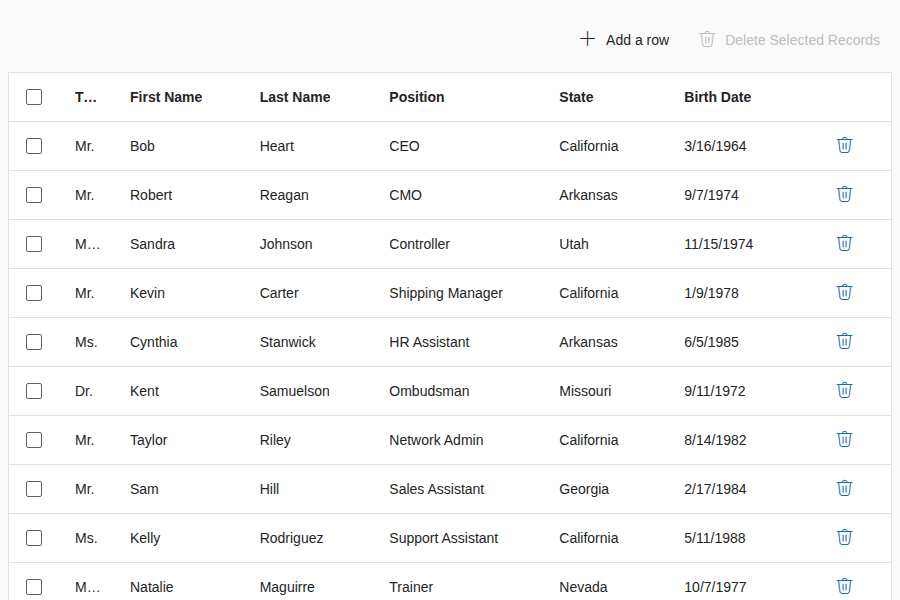 Add a row Delete Selected Records
T… First Name Last Name Position State Birth Date
Mr. Bob Heart CEO California 3/16/1964
Mr. Robert Reagan CMO Arkansas 9/7/1974
M… Sandra Johnson Controller Utah 11/15/1974
Mr. Kevin Carter Shipping Manager California 1/9/1978
Ms. Cynthia Stanwick HR Assistant Arkansas 6/5/1985
Dr. Kent Samuelson Ombudsman Missouri 9/11/1972
Mr. Taylor Riley Network Admin California 8/14/1982
Mr. Sam Hill Sales Assistant Georgia 2/17/1984
Ms. Kelly Rodriguez Support Assistant California 5/11/1988
M… Natalie Maguirre Trainer Nevada 10/7/1977